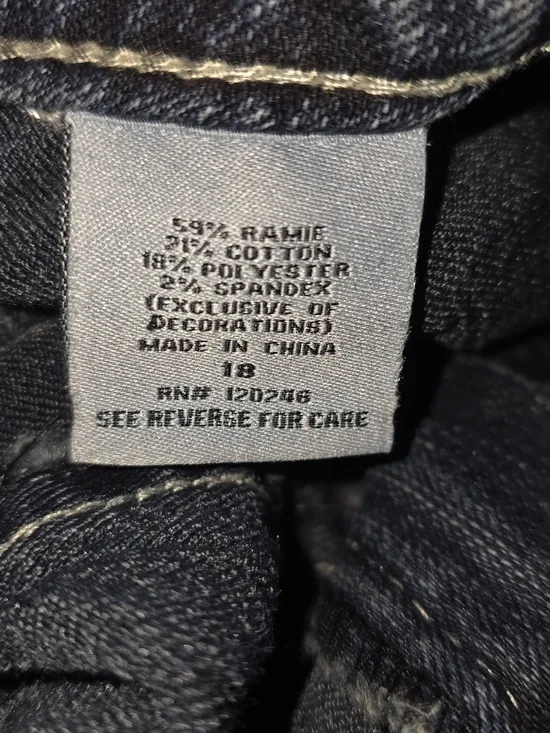 59% RAMIE
21% COTTON
18% POLYESTER
2% SPANDEX
(EXCLUSIVE OF
DECORATIONS)
MADE IN CHINA
18
RN# 120246
SEE REVERSE FOR CARE